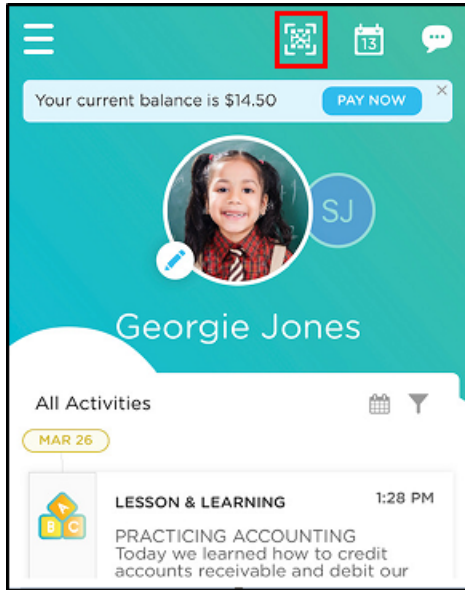 13
Your current balance is $14.50 PAY NOW
SJ
Georgie Jones
All Activities
MAR 26
LESSON & LEARNING 1:28 PM
A
B C
PRACTICING ACCOUNTING
Today we learned how to credit
accounts receivable and debit our